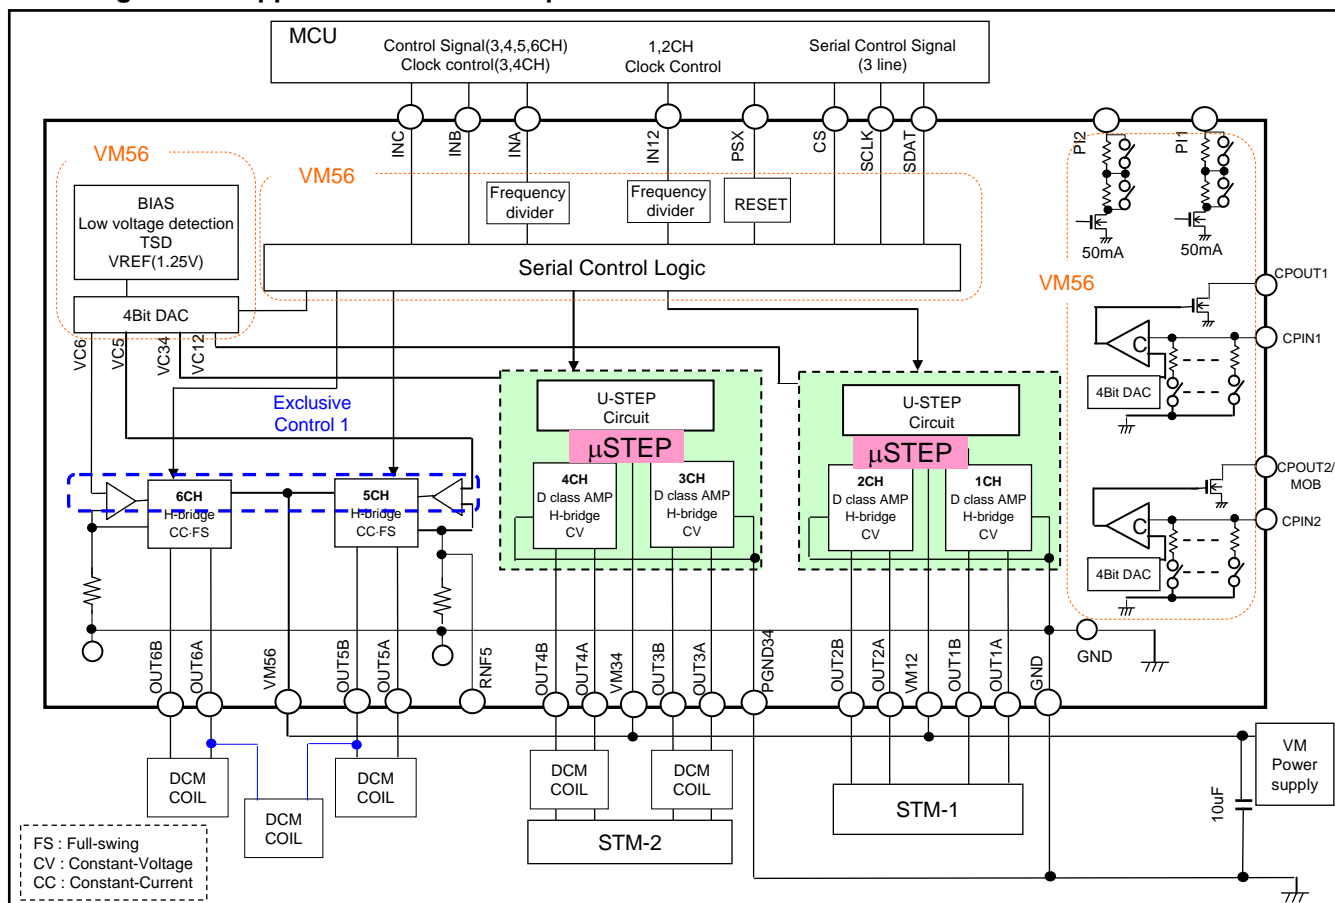 MCU
Control Signal(3,4,5,6CH)
Clock control(3,4CH)
1,2CH
Clock Control
Serial Control Signal
(3 line)
INC
INB
INA
IN12
PSX
CS
SCLK
SDAT
PI2
PI1
VM56
BIAS
Low voltage detection
TSD
VREF(1.25V)
4Bit DAC
VM56
Frequency
divider
Frequency
divider
RESET
Serial Control Logic
50mA
50mA
VM56
CPOUT1
C
CPIN1
4Bit DAC
CPOUT2/
MOB
C
CPIN2
4Bit DAC
VC6
VC5
VC34
VC12
Exclusive
Control 1
U-STEP
Circuit
μSTEP
4CH
D class AMP
H-bridge
CV
3CH
D class AMP
H-bridge
CV
U-STEP
Circuit
μSTEP
2CH
D class AMP
H-bridge
CV
1CH
D class AMP
H-bridge
CV
6CH
H-bridge
CC·FS
5CH
H-bridge
CC·FS
GND
OUT6B
OUT6A
VM56
OUT5B
OUT5A
RNF5
OUT4B
OUT4A
VM34
OUT3B
OUT3A
PGND34
OUT2B
OUT2A
VM12
OUT1B
OUT1A
GND
DCM
COIL
DCM
COIL
DCM
COIL
DCM
COIL
DCM
COIL
STM-2
STM-1
10uF
VM
Power
supply
FS : Full-swing
CV : Constant-Voltage
CC : Constant-Current